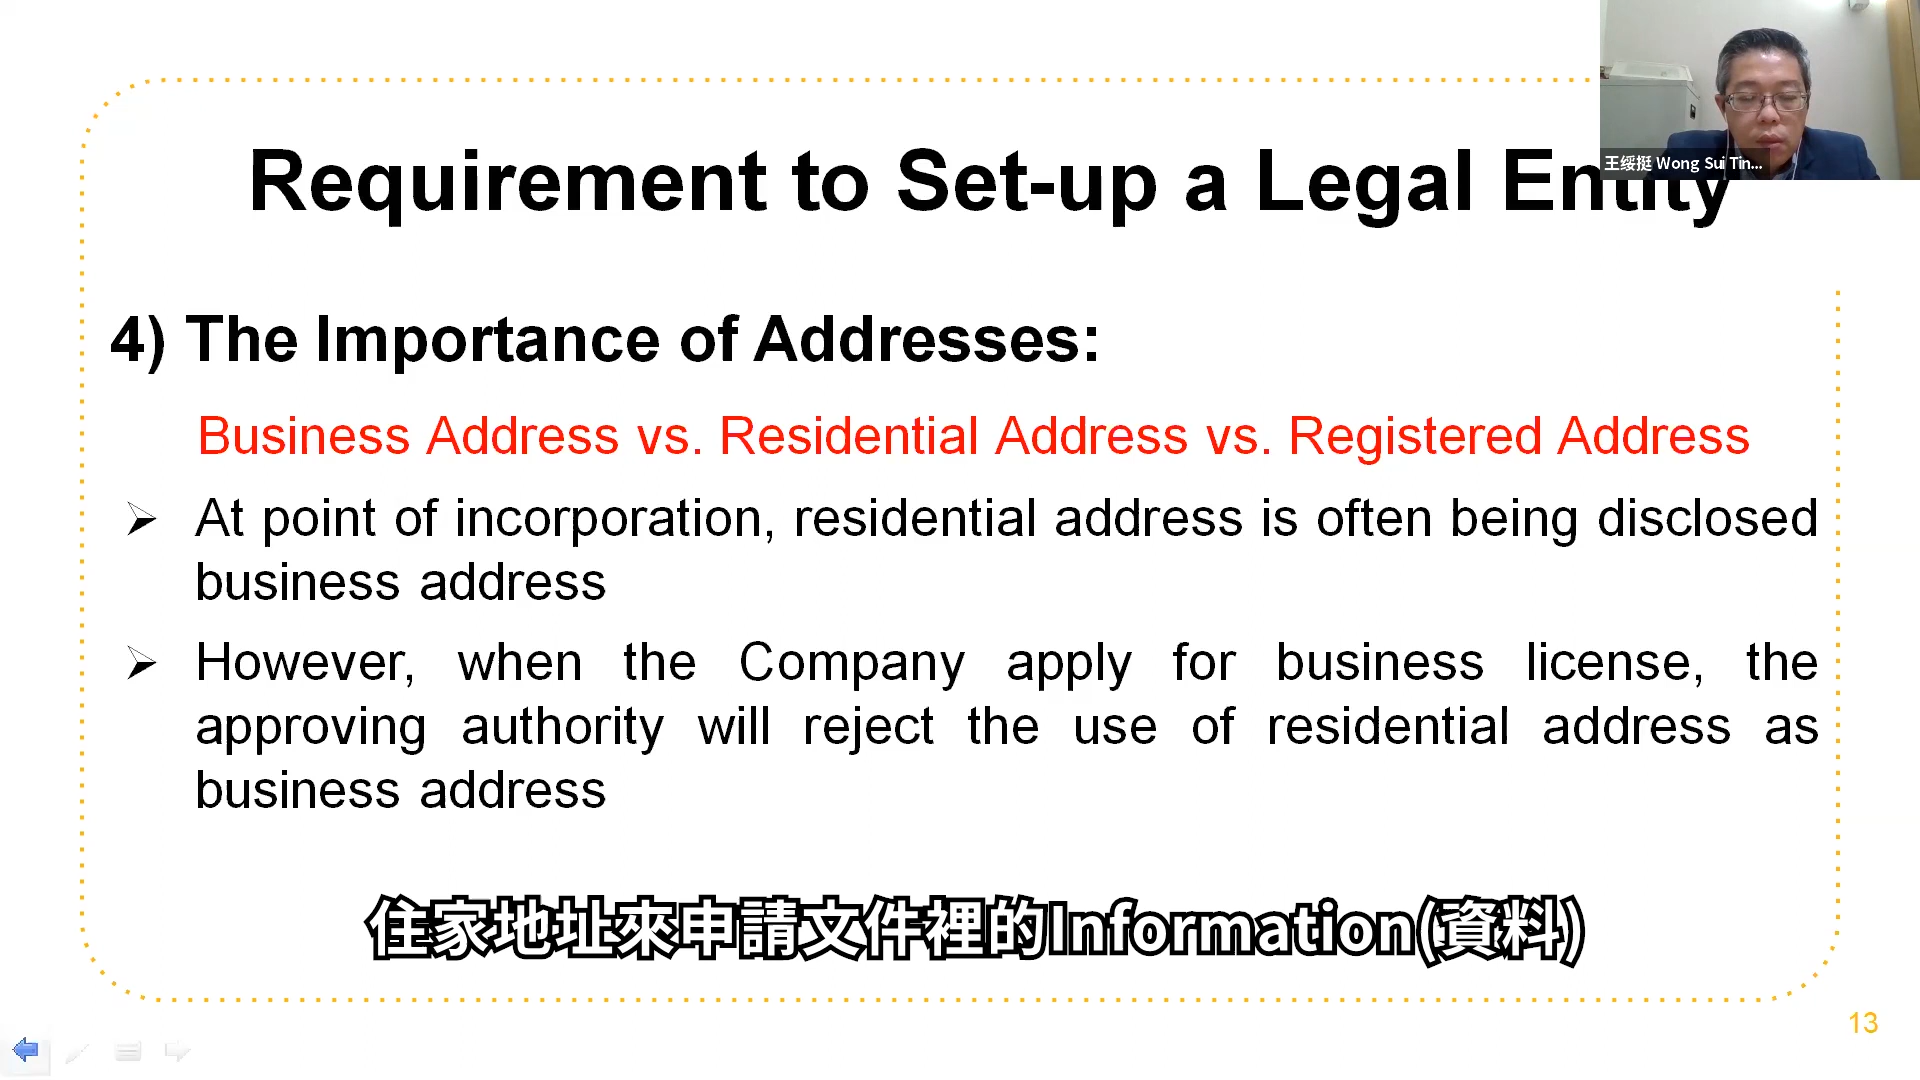 Requirement to Set-up a Legal Entity
王绥挺 Wong Sui Tin...
4) The Importance of Addresses:
Business Address vs. Residential Address vs. Registered Address
➢ At point of incorporation, residential address is often being disclosed
business address
➢ However, when the Company apply for business license, the
approving authority will reject the use of residential address as
business address
住家地址來申請文件裡的Information(資料)
13